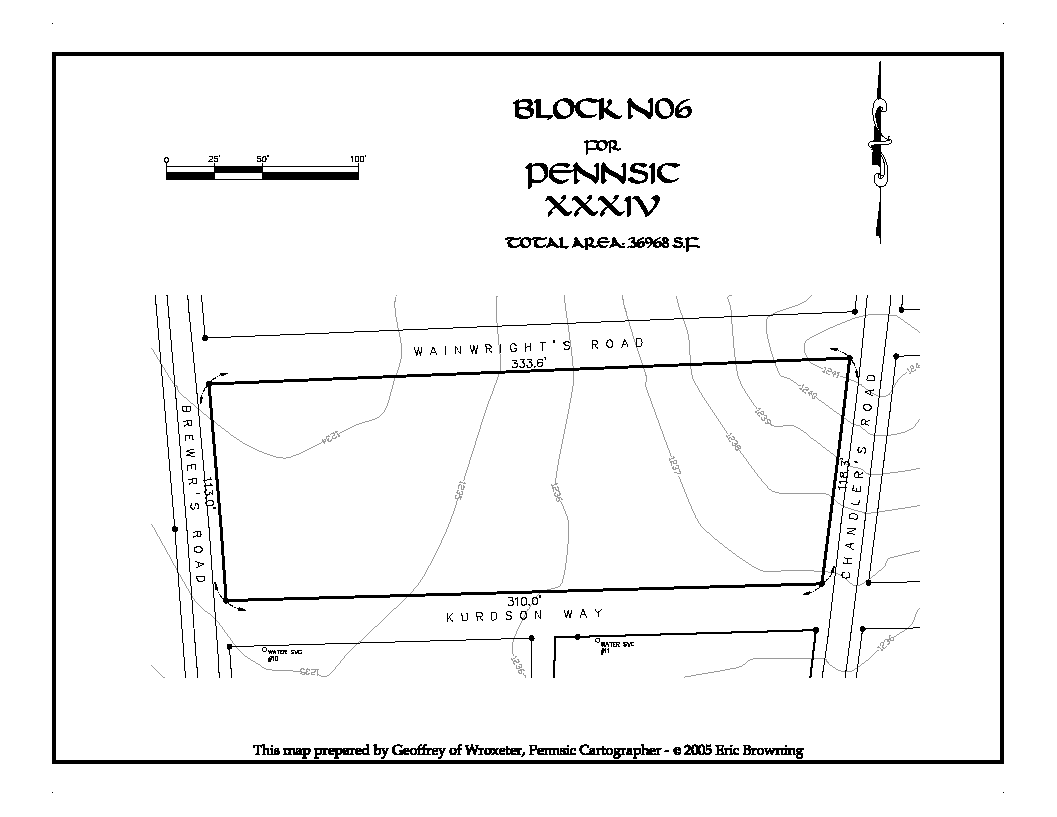 BLOCK N06
FOR
PENNSIC
XXXIV
TOTAL AREA: 36968 S.F.
0 25' 50' 100'
WAINWRIGHT'S ROAD
333.6'
BREWER'S ROAD
113.0'
CHANDLER'S ROAD
118.3'
1234
1235
1236
1237
1238
1239
1240
1241
124
310.0'
KURDSON WAY
WATER SVC
#10
WATER SVC
#11
1235
1236
1236
This map prepared by Geoffrey of Wroxeter, Pennsic Cartographer - © 2005 Eric Browning